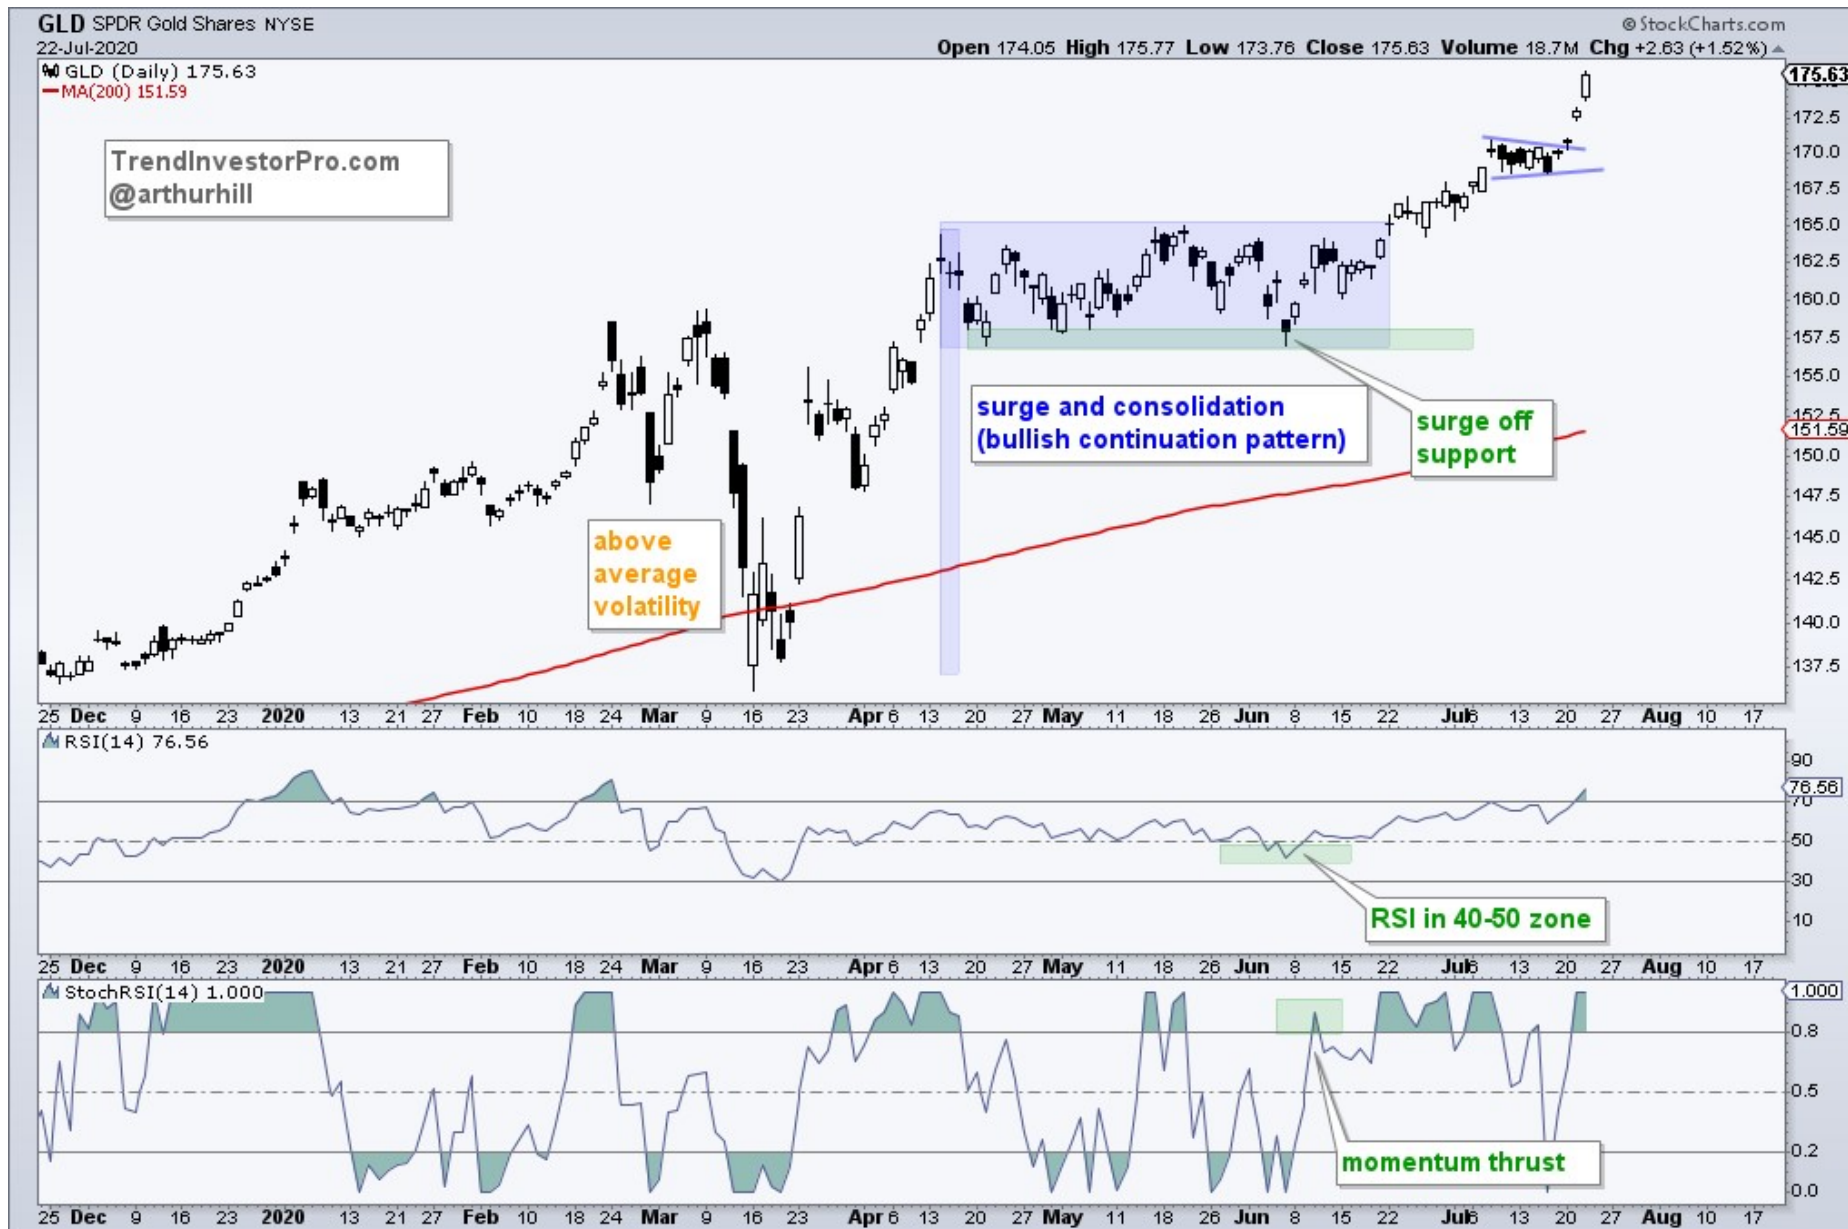 GLD SPDR Gold Shares NYSE
© StockCharts.com
22-Jul-2020
Open 174.05 High 175.77 Low 173.76 Close 175.63 Volume 18.7M Chg +2.63 (+1.52%)
GLD (Daily) 175.63
MA(200) 151.59
TrendInvestorPro.com
@arthurhill
175.63
172.5
170.0
167.5
165.0
162.5
160.0
157.5
155.0
152.5
151.59
150.0
147.5
145.0
142.5
140.0
137.5
surge and consolidation
(bullish continuation pattern)
surge off
support
above
average
volatility
25 Dec 9 16 23 2020 13 21 27 Feb 10 18 24 Mar 9 16 23 Apr 6 13 20 27 May 11 18 26 Jun 8 15 22 Jul 6 13 20 27 Aug 10 17
RSI(14) 76.56
90
76.56
70
50
30
10
RSI in 40-50 zone
25 Dec 9 16 23 2020 13 21 27 Feb 10 18 24 Mar 9 16 23 Apr 6 13 20 27 May 11 18 26 Jun 8 15 22 Jul 6 13 20 27 Aug 10 17
StochRSI(14) 1.000
1.000
0.8
0.5
0.2
0.0
momentum thrust
25 Dec 9 16 23 2020 13 21 27 Feb 10 18 24 Mar 9 16 23 Apr 6 13 20 27 May 11 18 26 Jun 8 15 22 Jul 6 13 20 27 Aug 10 17